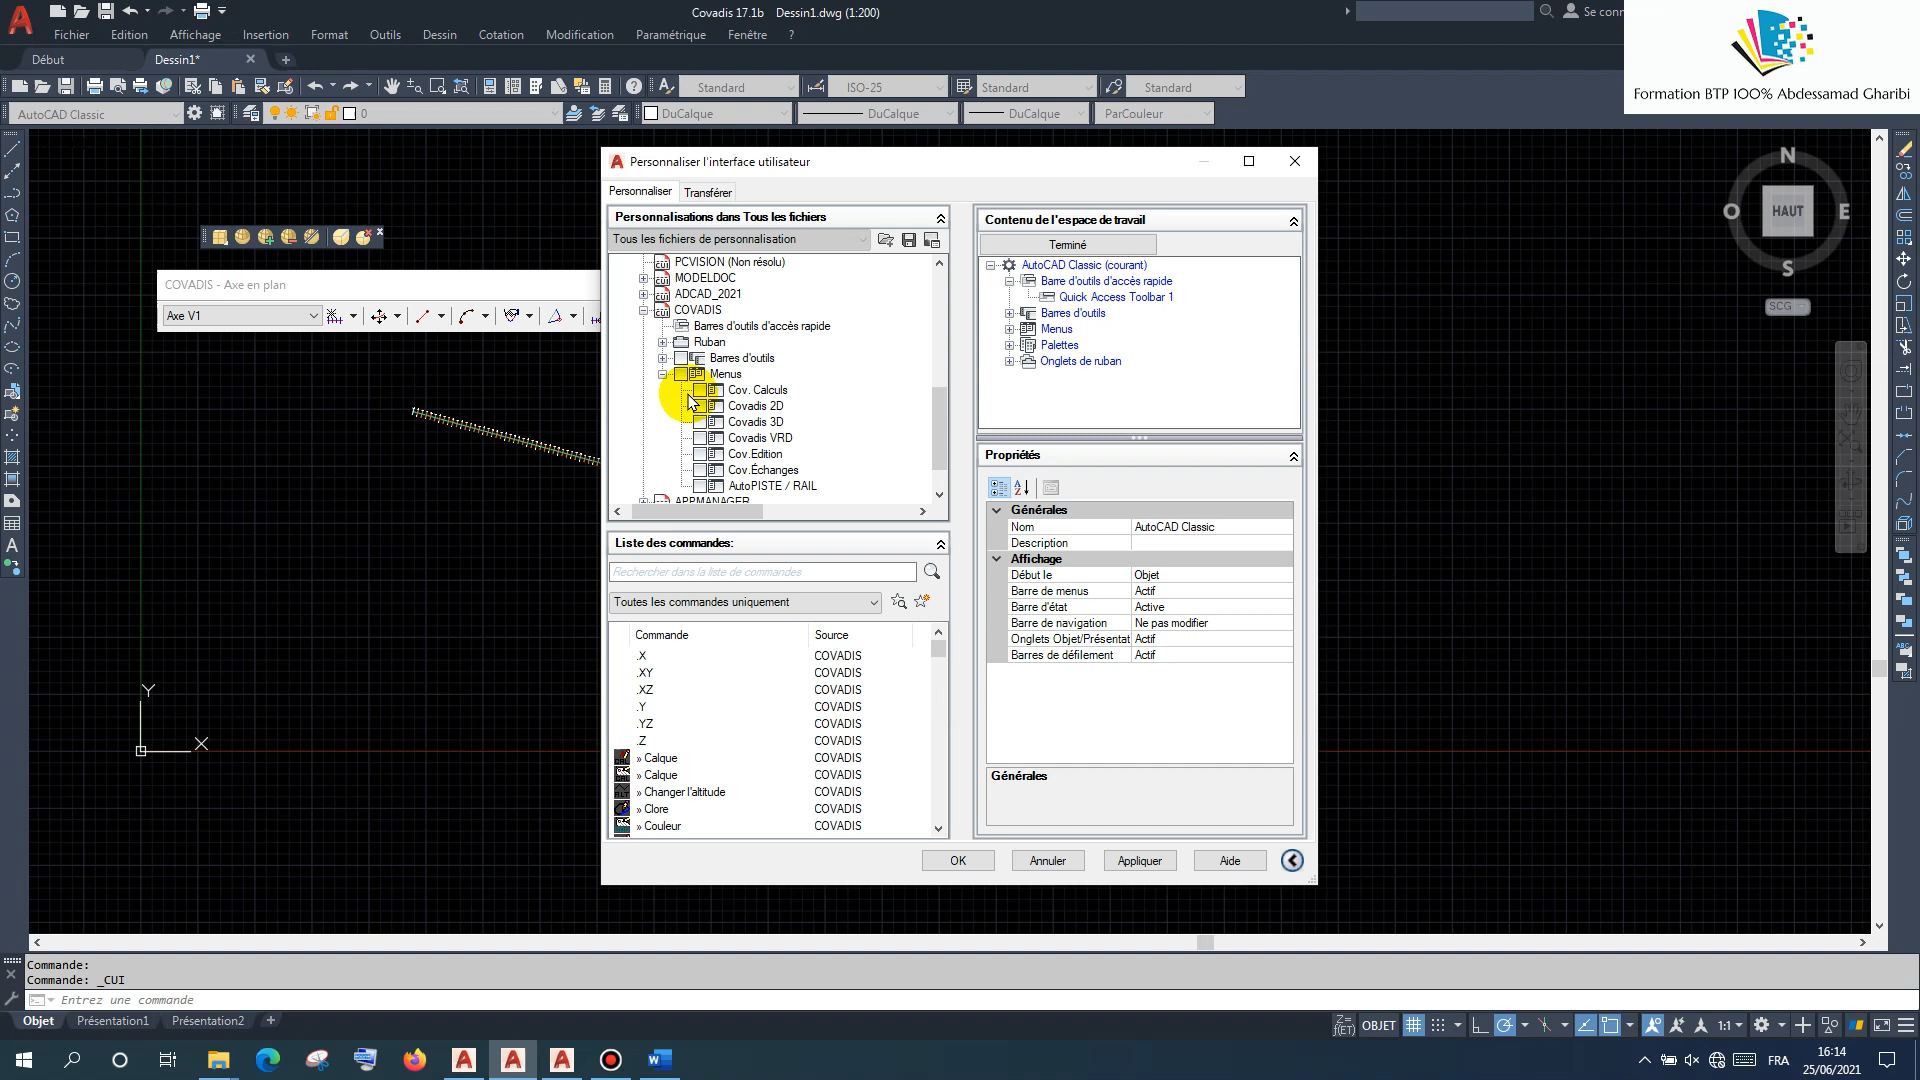 Covadis 17.1b Dessin1.dwg (1:200)
Se conn
Fichier Edition Affichage Insertion Format Outils Dessin Cotation Modification Paramétrique Fenêtre ?
Début Dessin1*
Formation BTP 100% Abdessamad Gharibi
Standard ISO-25 Standard Standard
AutoCAD Classic 0 DuCalque DuCalque DuCalque ParCouleur
COVADIS - Axe en plan
Axe V1
Personnaliser l'interface utilisateur
Personnaliser Transférer
Personnalisations dans Tous les fichiers
Tous les fichiers de personnalisation
PCVISION (Non résolu)
MODELDOC
ADCAD_2021
COVADIS
Barres d'outils d'accès rapide
Ruban
Barres d'outils
Menus
Cov. Calculs
Covadis 2D
Covadis 3D
Covadis VRD
Cov.Edition
Cov.Échanges
AutoPISTE / RAIL
APPMANAGER
Liste des commandes:
Rechercher dans la liste de commandes
Toutes les commandes uniquement
Commande Source
.X COVADIS
.XY COVADIS
.XZ COVADIS
.Y COVADIS
.YZ COVADIS
.Z COVADIS
» Calque COVADIS
» Calque COVADIS
» Changer l'altitude COVADIS
» Clore COVADIS
» Couleur COVADIS
Contenu de l'espace de travail
Terminé
AutoCAD Classic (courant)
Barre d'outils d'accès rapide
Quick Access Toolbar 1
Barres d'outils
Menus
Palettes
Onglets de ruban
Propriétés
Générales
Nom AutoCAD Classic
Description
Affichage
Début le Objet
Barre de menus Actif
Barre d'état Active
Barre de navigation Ne pas modifier
Onglets Objet/Présentat Actif
Barres de défilement Actif
Générales
OK Annuler Appliquer Aide
N
O HAUT E
S
SCG
Y
X
Commande:
Commande: _CUI
Entrez une commande
Objet Présentation1 Présentation2
OBJET 1:1
FRA
16:14
25/06/2021